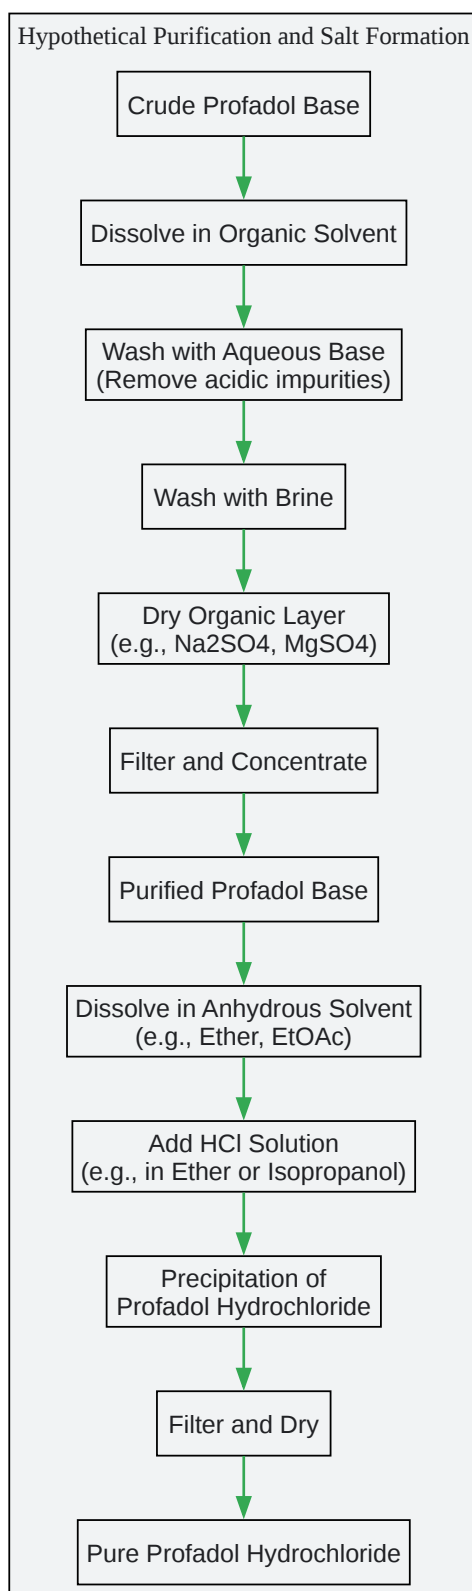 Hypothetical Purification and Salt Formation
Crude Profadol Base
Dissolve in Organic Solvent
Wash with Aqueous Base
(Remove acidic impurities)
Wash with Brine
Dry Organic Layer
(e.g., Na2SO4, MgSO4)
Filter and Concentrate
Purified Profadol Base
Dissolve in Anhydrous Solvent
(e.g., Ether, EtOAc)
Add HCl Solution
(e.g., in Ether or Isopropanol)
Precipitation of
Profadol Hydrochloride
Filter and Dry
Pure Profadol Hydrochloride